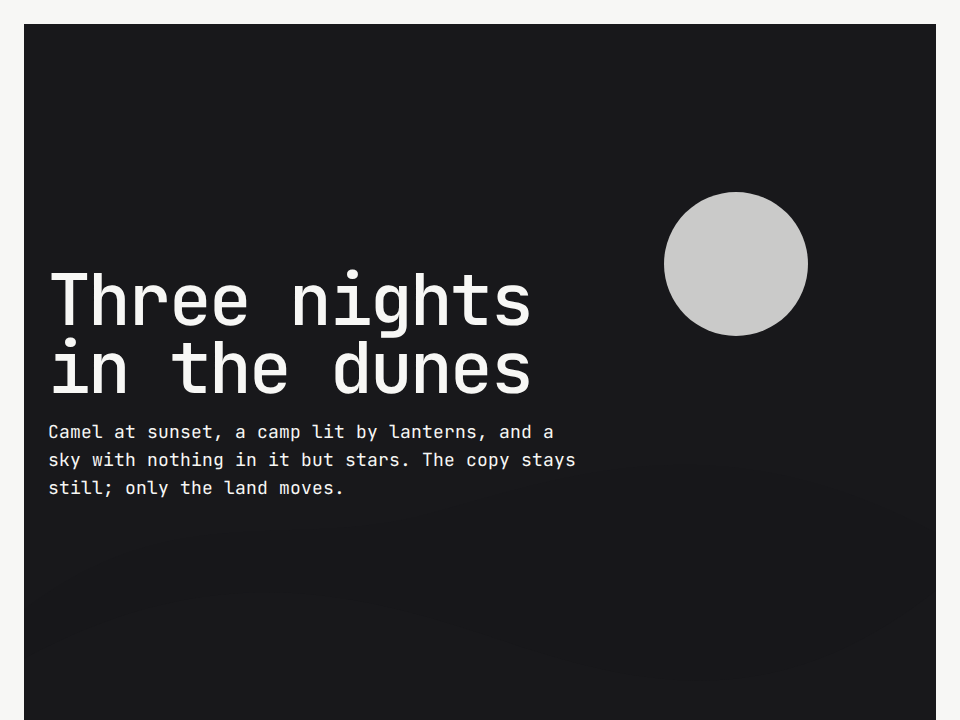 Three nights
in the dunes
Camel at sunset, a camp lit by lanterns, and a
sky with nothing in it but stars. The copy stays
still; only the land moves.